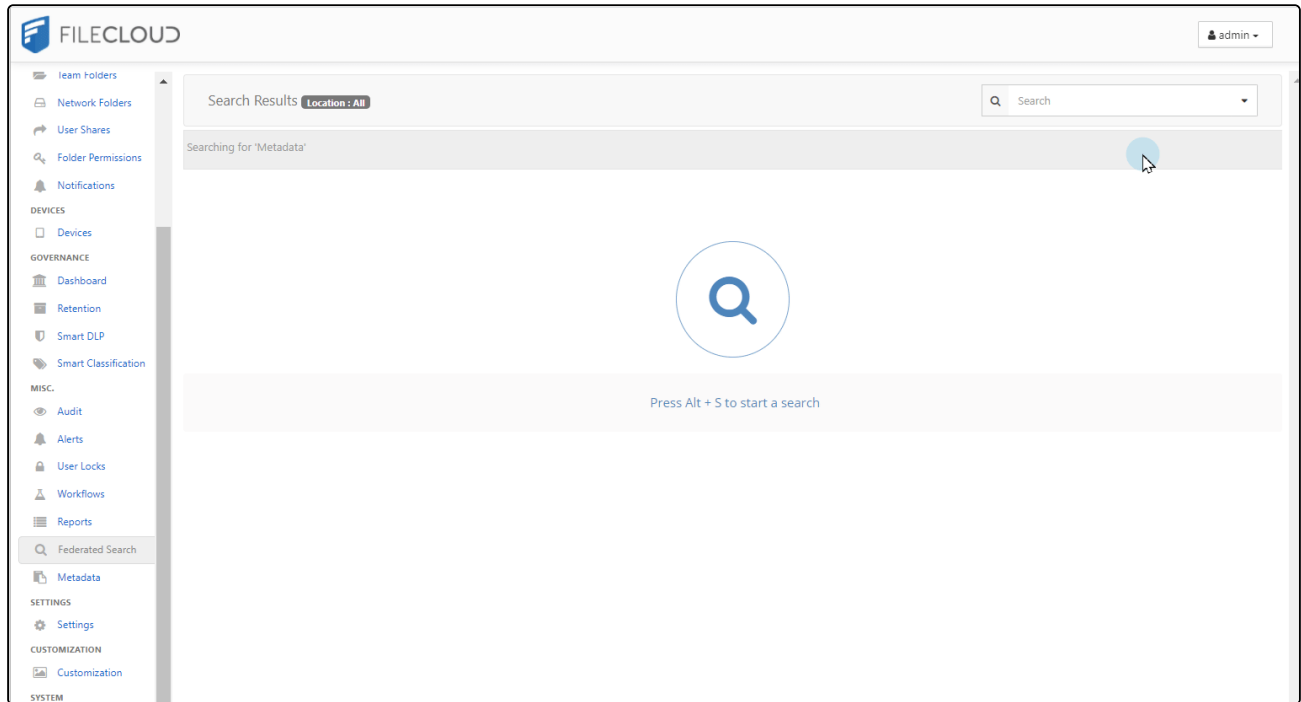 FILECLOUD
admin
Team Folders
Network Folders
User Shares
Folder Permissions
Notifications
DEVICES
Devices
GOVERNANCE
Dashboard
Retention
Smart DLP
Smart Classification
MISC.
Audit
Alerts
User Locks
Workflows
Reports
Federated Search
Metadata
SETTINGS
Settings
CUSTOMIZATION
Customization
SYSTEM
Search Results Location : All
Search
Searching for 'Metadata'
Press Alt + S to start a search